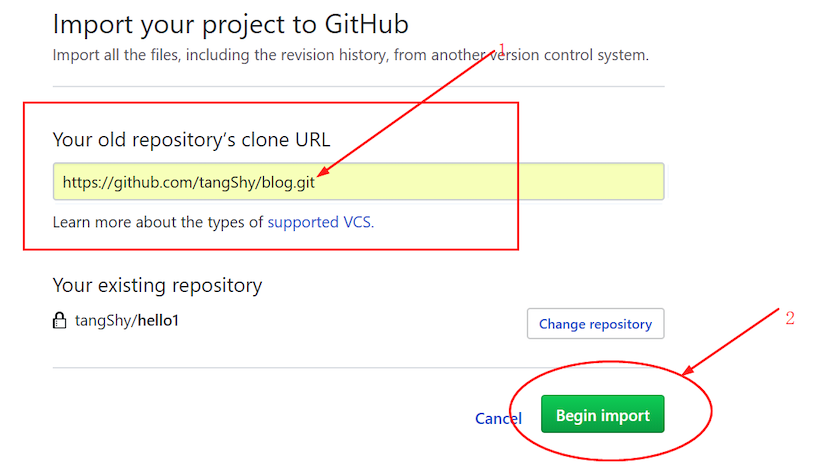 Import your project to GitHub
Import all the files, including the revision history, from another version control system.
1
Your old repository's clone URL
https://github.com/tangShy/blog.git
Learn more about the types of supported VCS.
Your existing repository
tangShy/hello1
Change repository
2
Cancel
Begin import